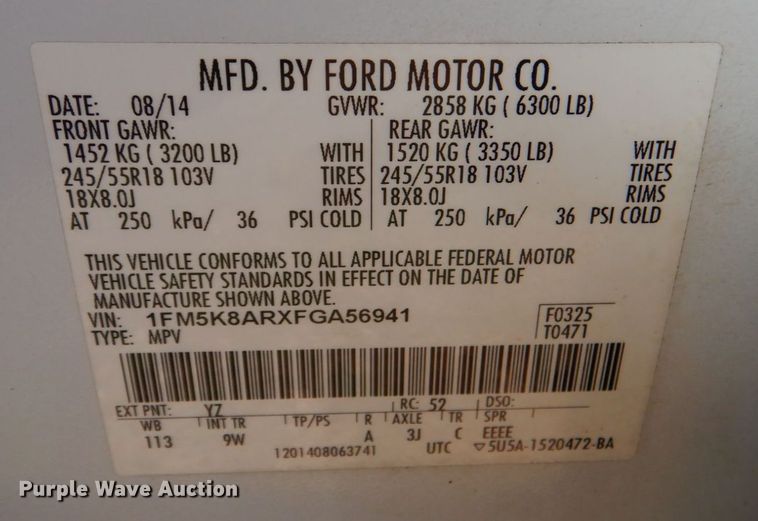 MFD. BY FORD MOTOR CO.
DATE: 08/14 GVWR: 2858 KG ( 6300 LB)
FRONT GAWR: REAR GAWR:
1452 KG ( 3200 LB) WITH 1520 KG ( 3350 LB) WITH
245/55R18 103V TIRES 245/55R18 103V TIRES
18X8.0J RIMS 18X8.0J RIMS
AT 250 kPa/ 36 PSI COLD AT 250 kPa/ 36 PSI COLD
THIS VEHICLE CONFORMS TO ALL APPLICABLE FEDERAL MOTOR
VEHICLE SAFETY STANDARDS IN EFFECT ON THE DATE OF
MANUFACTURE SHOWN ABOVE.
VIN: 1FM5K8ARXFGA56941 F0325
TYPE: MPV T0471
EXT PNT: YZ RC: 52 DSO:
WB INT TR TP/PS R AXLE TR SPR
113 9W A 3J C EEEE
1201408063741 UTC ▽5U5A-1520472-BA
Purple Wave Auction